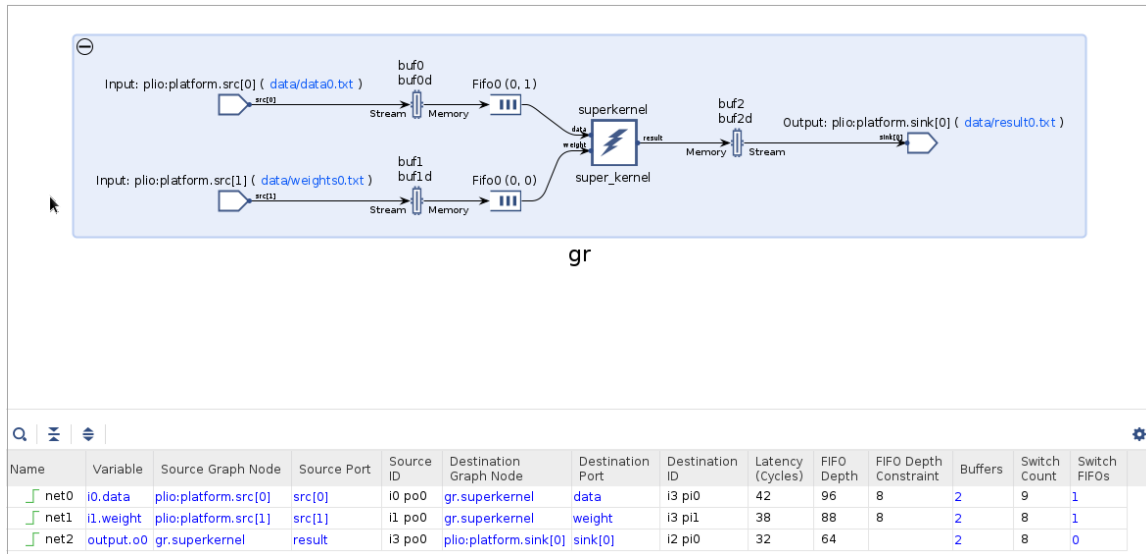 buf0
buf0d
Input: plio:platform.src[0] ( data/data0.txt )
Fifo0 (0, 1)
src[0]
Stream
Memory
superkernel
data
weight
result
super_kernel
buf2
buf2d
Memory
Stream
Output: plio:platform.sink[0] ( data/result0.txt )
sink[0]
buf1
buf1d
Input: plio:platform.src[1] ( data/weights0.txt )
Fifo0 (0, 0)
src[1]
Stream
Memory
gr
Name Variable Source Graph Node Source Port Source ID Destination Graph Node Destination Port Destination ID Latency (Cycles) FIFO Depth FIFO Depth Constraint Buffers Switch Count Switch FIFOs
net0 i0.data plio:platform.src[0] src[0] i0 po0 gr.superkernel data i3 pi0 42 96 8 2 9 1
net1 i1.weight plio:platform.src[1] src[1] i1 po0 gr.superkernel weight i3 pi1 38 88 8 2 8 1
net2 output.o0 gr.superkernel result i3 po0 plio:platform.sink[0] sink[0] i2 pi0 32 64 2 8 0